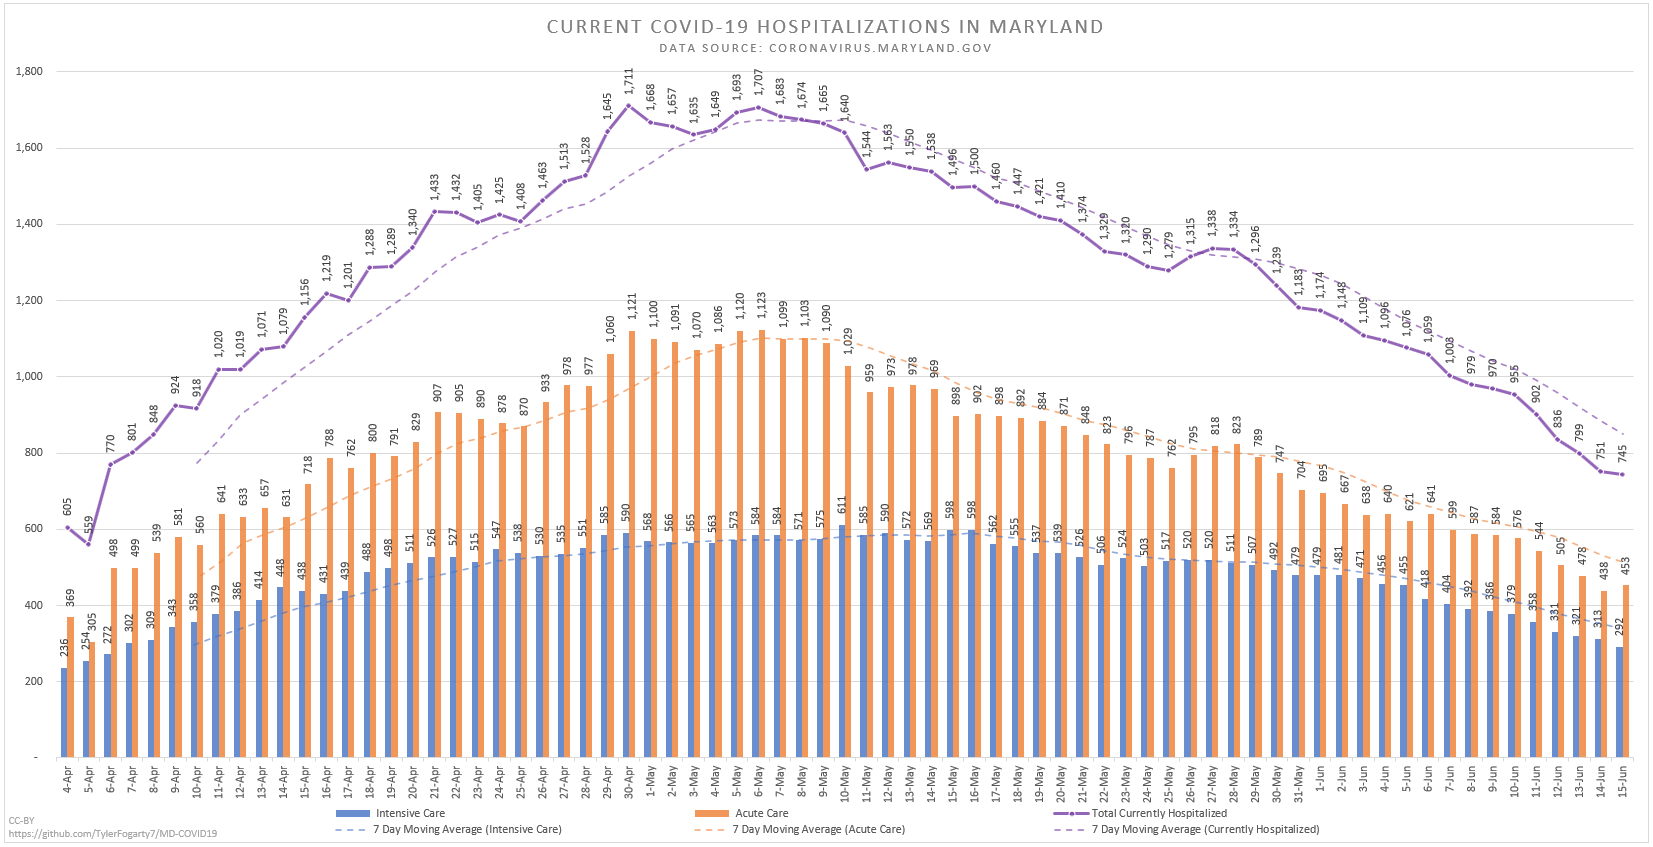 CURRENT COVID-19 HOSPITALIZATIONS IN MARYLAND
DATA SOURCE: CORONAVIRUS.MARYLAND.GOV
1,800
1,600
1,400
1,200
1,000
800
600
400
200
-
605 559 770 801 848 924 918 1,020 1,019 1,071 1,079 1,156 1,219 1,201 1,288 1,289 1,340 1,433 1,432 1,405 1,425 1,408 1,463 1,513 1,528 1,645 1,711 1,668 1,657 1,635 1,649 1,693 1,707 1,683 1,674 1,665 1,640 1,544 1,563 1,550 1,538 1,496 1,500 1,460 1,447 1,421 1,410 1,374 1,329 1,320 1,290 1,279 1,315 1,338 1,334 1,296 1,239 1,183 1,174 1,148 1,109 1,096 1,076 1,059 1,003 979 970 955 902 836 799 751 745
369 305 498 499 539 581 560 641 633 657 631 718 788 762 800 791 829 907 905 890 878 870 933 978 977 1,060 1,121 1,100 1,091 1,070 1,086 1,120 1,123 1,099 1,103 1,090 1,029 959 973 978 969 898 902 898 892 884 871 848 823 796 787 762 795 818 823 789 747 704 695 667 638 640 621 641 599 587 584 576 544 505 478 438 453
236 254 272 302 309 343 358 379 386 414 448 438 431 439 488 498 511 526 527 515 547 538 530 535 551 585 590 568 566 565 563 573 584 584 571 575 611 585 590 572 569 598 598 562 555 537 539 526 506 524 503 517 520 520 511 507 492 479 479 481 471 456 455 418 404 392 386 379 358 331 321 313 292
4-Apr 5-Apr 6-Apr 7-Apr 8-Apr 9-Apr 10-Apr 11-Apr 12-Apr 13-Apr 14-Apr 15-Apr 16-Apr 17-Apr 18-Apr 19-Apr 20-Apr 21-Apr 22-Apr 23-Apr 24-Apr 25-Apr 26-Apr 27-Apr 28-Apr 29-Apr 30-Apr 1-May 2-May 3-May 4-May 5-May 6-May 7-May 8-May 9-May 10-May 11-May 12-May 13-May 14-May 15-May 16-May 17-May 18-May 19-May 20-May 21-May 22-May 23-May 24-May 25-May 26-May 27-May 28-May 29-May 30-May 31-May 1-Jun 2-Jun 3-Jun 4-Jun 5-Jun 6-Jun 7-Jun 8-Jun 9-Jun 10-Jun 11-Jun 12-Jun 13-Jun 14-Jun 15-Jun
Intensive Care Acute Care Total Currently Hospitalized
7 Day Moving Average (Intensive Care) 7 Day Moving Average (Acute Care) 7 Day Moving Average (Currently Hospitalized)
CC-BY
https://github.com/TylerFogarty7/MD-COVID19